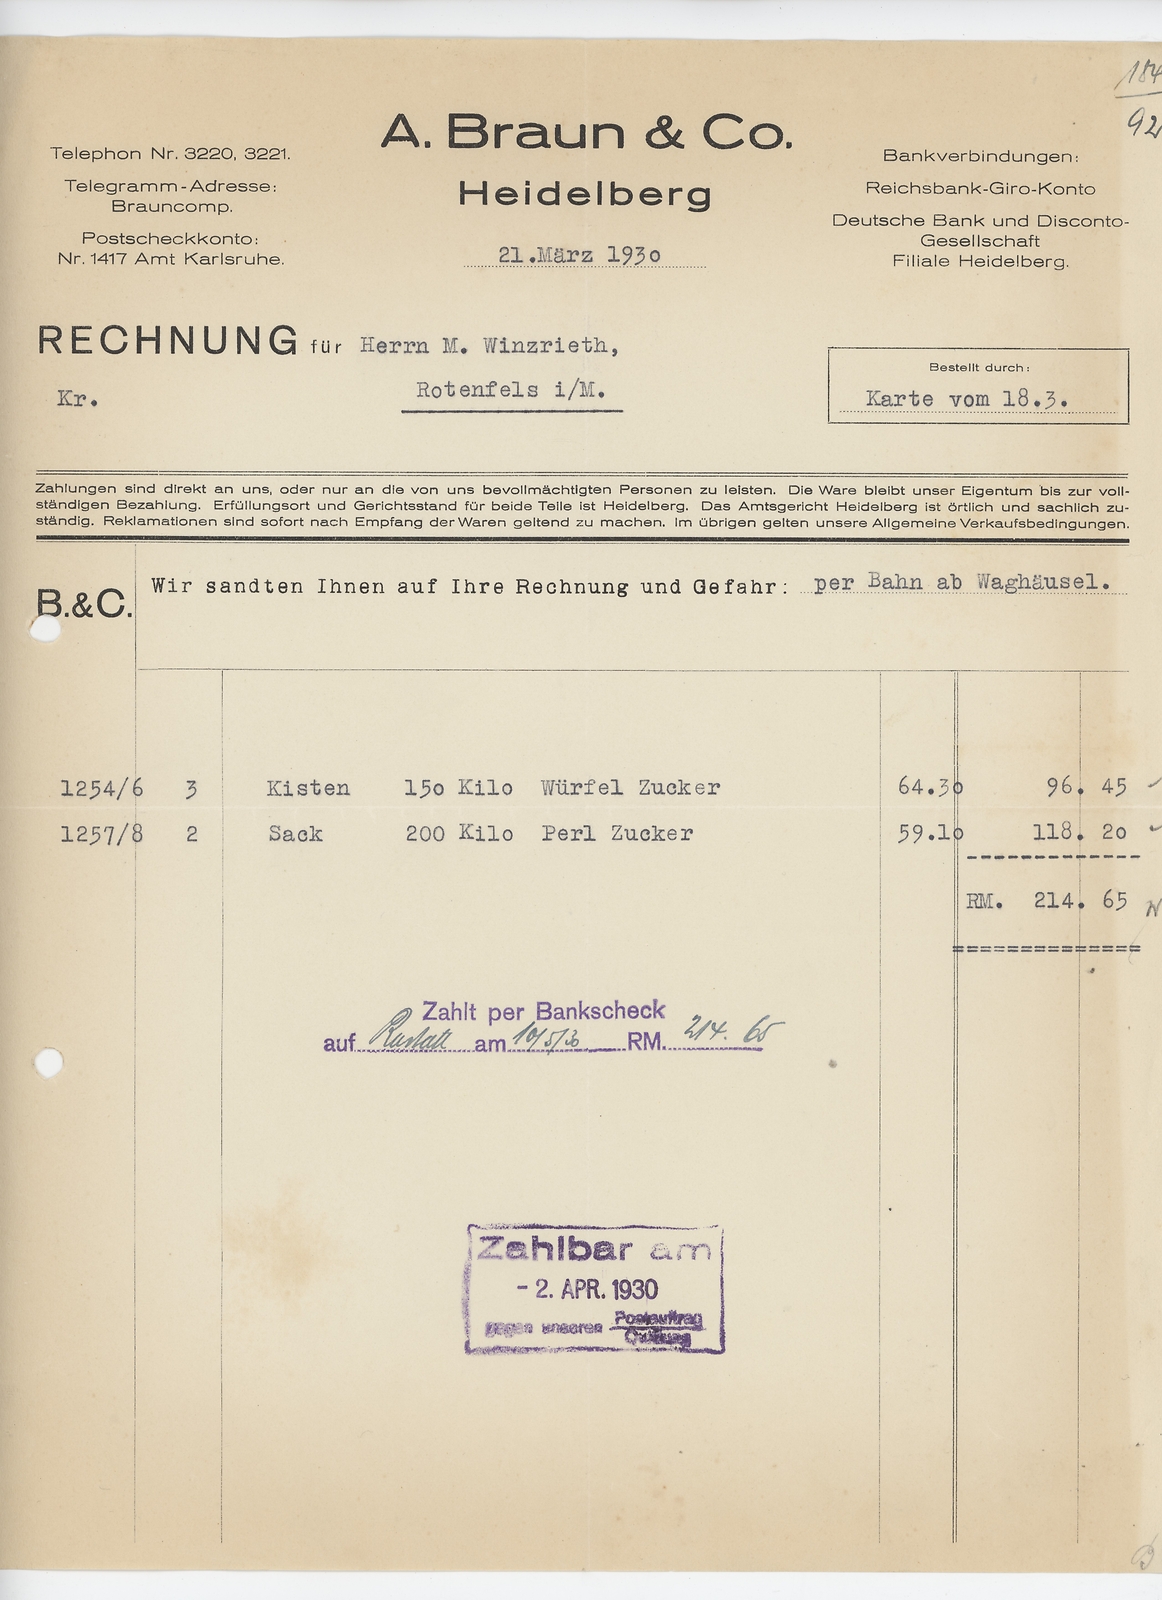 184
92
A. Braun & Co.
Heidelberg
21.März 1930
Telephon Nr. 3220, 3221.
Telegramm-Adresse:
Brauncomp.
Postscheckkonto:
Nr. 1417 Amt Karlsruhe.
Bankverbindungen:
Reichsbank-Giro-Konto
Deutsche Bank und Disconto-
Gesellschaft
Filiale Heidelberg.
RECHNUNG für Herrn M. Winzrieth,
Kr. Rotenfels i/M.
Bestellt durch:
Karte vom 18.3.
Zahlungen sind direkt an uns, oder nur an die von uns bevollmächtigten Personen zu leisten. Die Ware bleibt unser Eigentum bis zur voll-
ständigen Bezahlung. Erfüllungsort und Gerichtsstand für beide Teile ist Heidelberg. Das Amtsgericht Heidelberg ist örtlich und sachlich zu-
ständig. Reklamationen sind sofort nach Empfang der Waren geltend zu machen. Im übrigen gelten unsere Allgemeine Verkaufsbedingungen.
B.&C. Wir sandten Ihnen auf Ihre Rechnung und Gefahr: per Bahn ab Waghäusel.
1254/6 3 Kisten 150 Kilo Würfel Zucker 64.30 96. 45
1257/8 2 Sack 200 Kilo Perl Zucker 59.10 118. 20
RM. 214. 65
Zahlt per Bankscheck
auf Rastatt am 10/5/30 RM. 214. 65
Zahlbar am
- 2. APR. 1930
gegen unseren Postauftrag
Quittung